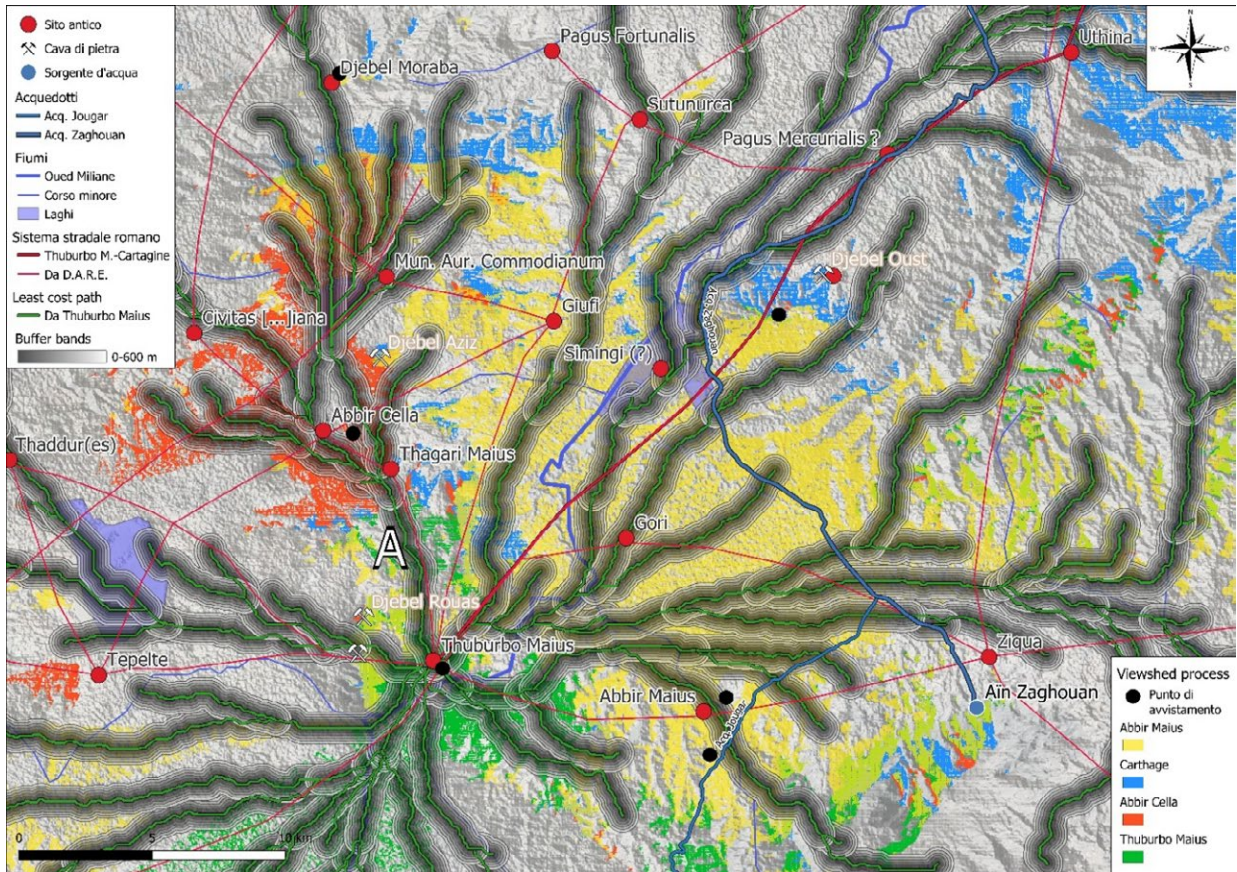 Sito antico
Cava di pietra
Sorgente d'acqua
Acquedotti
Acq. Jougar
Acq. Zaghouan
Fiumi
Oued Miliane
Corso minore
Laghi
Sistema stradale romano
Thuburbo M.-Cartagine
Da D.A.R.E.
Least cost path
Da Thuburbo Maius
Buffer bands
0-600 m
N
W E
S
Pagus Fortunalis
Uthina
Djebel Moraba
Sutunurca
Pagus Mercurialis ?
Mun. Aur. Commodianum
Djebel Oust
Giufi
Civitas [...]iana
Acq. Zaghouan
Djebel Aziz
Simingi (?)
Abbir Cella
Thaddur(es)
Thagari Maius
Gori
A
Djebel Rouas
Thuburbo Maius
Tepelte
Ziqua
Abbir Maius
Aïn Zaghouan
Acq. Jougar
0 5 10 km
Viewshed process
Punto di
avvistamento
Abbir Maius
Carthage
Abbir Cella
Thuburbo Maius